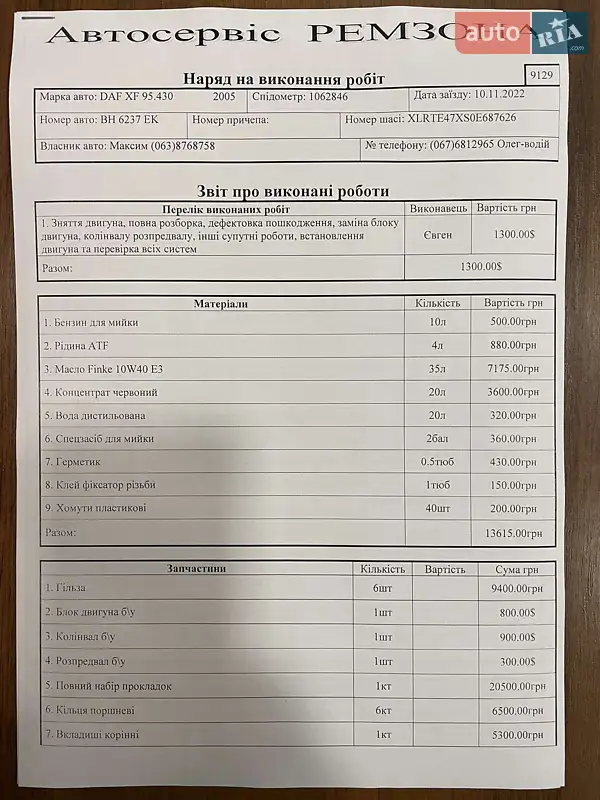 Автосервіс РЕМЗОНА
auto RIA.com
Наряд на виконання робіт
9129
Марка авто: DAF XF 95.430 2005 Спідометр: 1062846 Дата заїзду: 10.11.2022
Номер авто: BH 6237 EK Номер причепа: Номер шасі: XLRTE47XS0E687626
Власник авто: Максим (063)8768758 № телефону: (067)6812965 Олег-водій
Звіт про виконані роботи
Перелік виконаних робіт Виконавець Вартість грн
1. Зняття двигуна, повна розборка, дефектовка пошкодження, заміна блоку
двигуна, колінвалу розпредвалу, інші супутні роботи, встановлення
двигуна та перевірка всіх систем
Євген 1300.00$
Разом: 1300.00$
Матеріали Кількість Вартість грн
1. Бензин для мийки 10л 500.00грн
2. Рідина ATF 4л 880.00грн
3. Масло Finke 10W40 E3 35л 7175.00грн
4. Концентрат червоний 20л 3600.00грн
5. Вода дистильована 20л 320.00грн
6. Спецзасіб для мийки 2бал 360.00грн
7. Герметик 0.5тюб 430.00грн
8. Клей фіксатор різьби 1тюб 150.00грн
9. Хомути пластикові 40шт 200.00грн
Разом: 13615.00грн
Запчастини Кількість Вартість Сума грн
1. Гільза 6шт 9400.00грн
2. Блок двигуна б\у 1шт 800.00$
3. Колінвал б\у 1шт 900.00$
4. Розпредвал б\у 1шт 300.00$
5. Повний набір прокладок 1кт 20500.00грн
6. Кільця поршневі 6кт 6500.00грн
7. Вкладиші корінні 1кт 5300.00грн